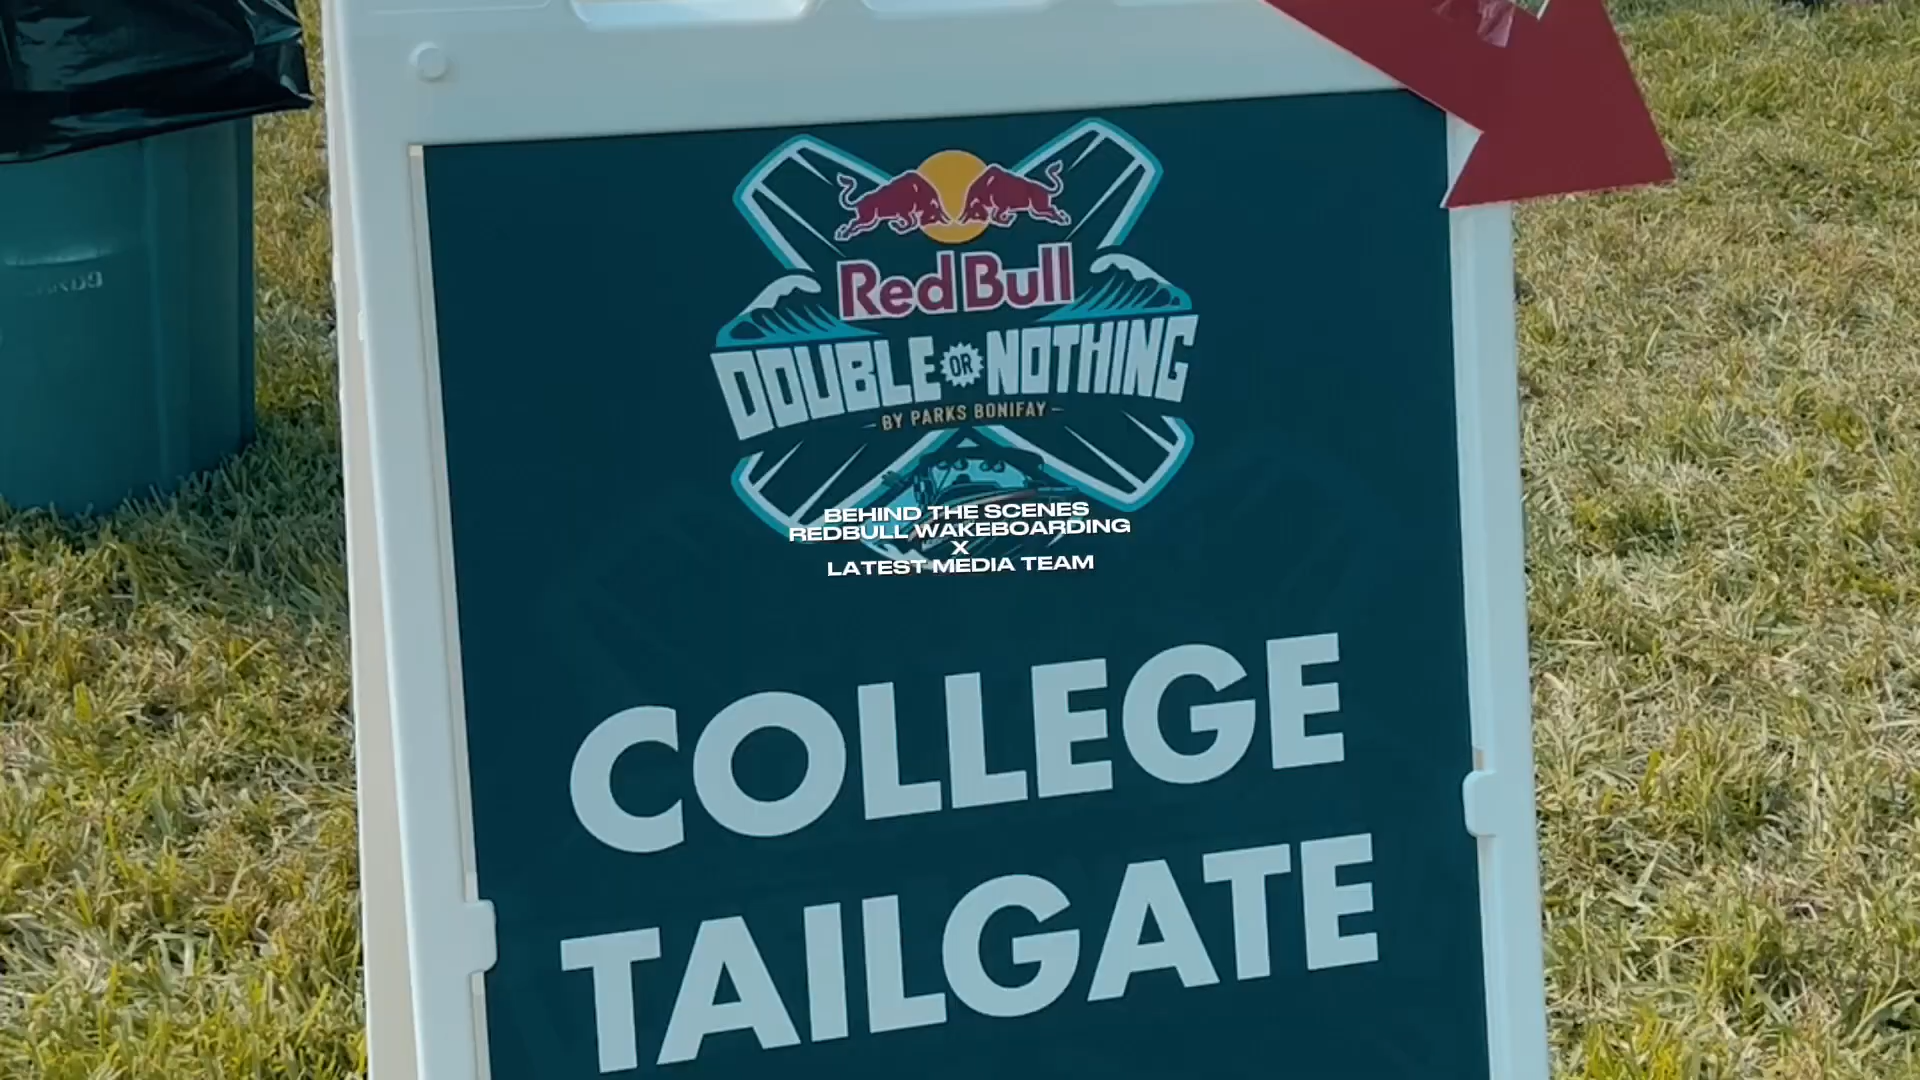 Red Bull
DOUBLE OR NOTHING
- BY PARKS BONIFAY -
BEHIND THE SCENES
REDBULL WAKEBOARDING
X
LATEST MEDIA TEAM
COLLEGE
TAILGATE